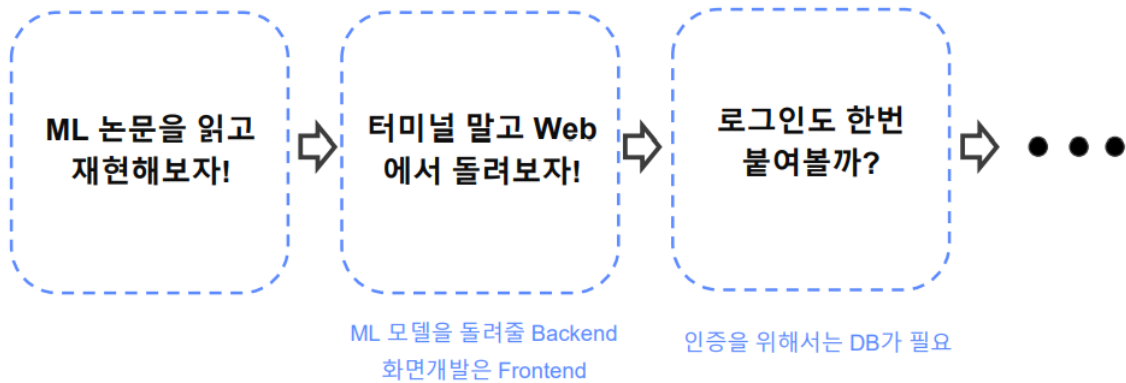 ML 논문을 읽고
재현해보자!
터미널 말고 Web
에서 돌려보자!
로그인도 한번
붙여볼까?
ML 모델을 돌려줄 Backend
화면개발은 Frontend
인증을 위해서는 DB가 필요